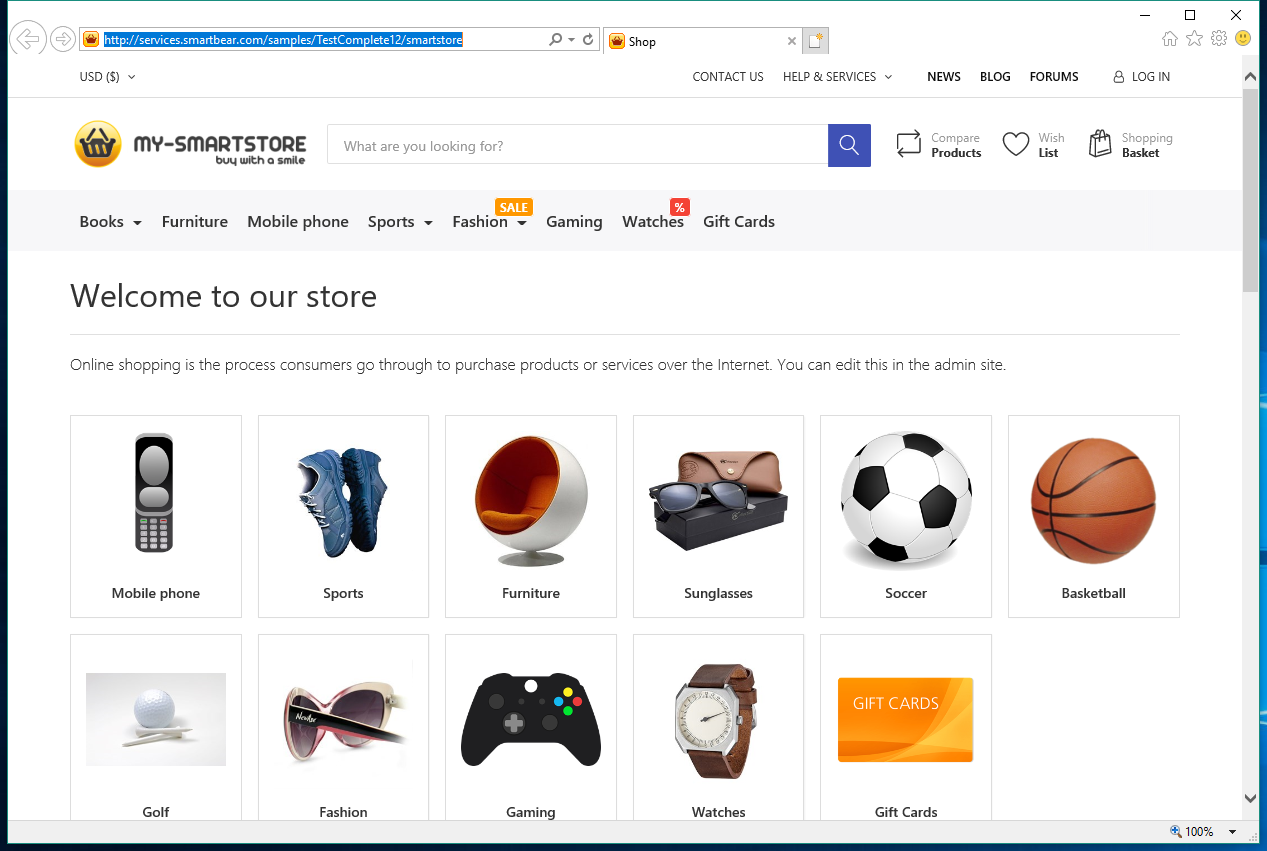 http://services.smartbear.com/samples/TestComplete12/smartstore
Shop
USD ($)
CONTACT US
HELP & SERVICES
NEWS
BLOG
FORUMS
LOG IN
MY-SMARTSTORE
buy with a smile
What are you looking for?
Compare
Products
Wish
List
Shopping
Basket
SALE
%
Books
Furniture
Mobile phone
Sports
Fashion
Gaming
Watches
Gift Cards
Welcome to our store
Online shopping is the process consumers go through to purchase products or services over the Internet. You can edit this in the admin site.
Mobile phone
Sports
Furniture
Sunglasses
Soccer
Basketball
GIFT CARDS
Golf
Fashion
Gaming
Watches
Gift Cards
100%